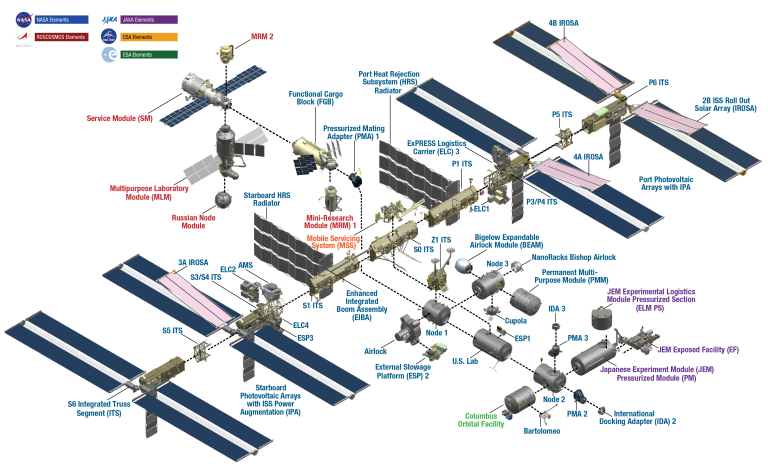 NASA
NASA Elements
JAXA Elements
ROSCOSMOS Elements
CSA Elements
esa
ESA Elements
MRM 2
Service Module (SM)
Functional Cargo
Block (FGB)
Pressurized Mating
Adapter (PMA) 1
Multipurpose Laboratory
Module (MLM)
Russian Node
Module
Mini-Research
Module (MRM) 1
Mobile Servicing
System (MSS)
Port Heat Rejection
Subsystem (HRS)
Radiator
ExPRESS Logistics
Carrier (ELC) 3
4B IROSA
P6 ITS
P5 ITS
2B ISS Roll Out
Solar Array (IROSA)
4A IROSA
Port Photovoltaic
Arrays with IPA
P3/P4 ITS
P1 ITS
ELC1
Starboard HRS
Radiator
S0 ITS
Z1 ITS
Bigelow Expandable
Airlock Module (BEAM)
NanoRacks Bishop Airlock
Node 3
Permanent Multi-
Purpose Module (PMM)
JEM Experimental Logistics
Module Pressurized Section
(ELM PS)
3A IROSA
S3/S4 ITS
ELC2
AMS
S1 ITS
Enhanced
Integrated
Boom Assembly
(EIBA)
ELC4
ESP3
S5 ITS
Node 1
Cupola
ESP1
IDA 3
PMA 3
JEM Exposed Facility (EF)
Japanese Experiment Module (JEM)
Pressurized Module (PM)
Airlock
External Stowage
Platform (ESP) 2
U.S. Lab
S6 Integrated Truss
Segment (ITS)
Starboard
Photovoltaic Arrays
with ISS Power
Augmentation (IPA)
Columbus
Orbital Facility
Node 2
Bartolomeo
PMA 2
International
Docking Adapter (IDA) 2